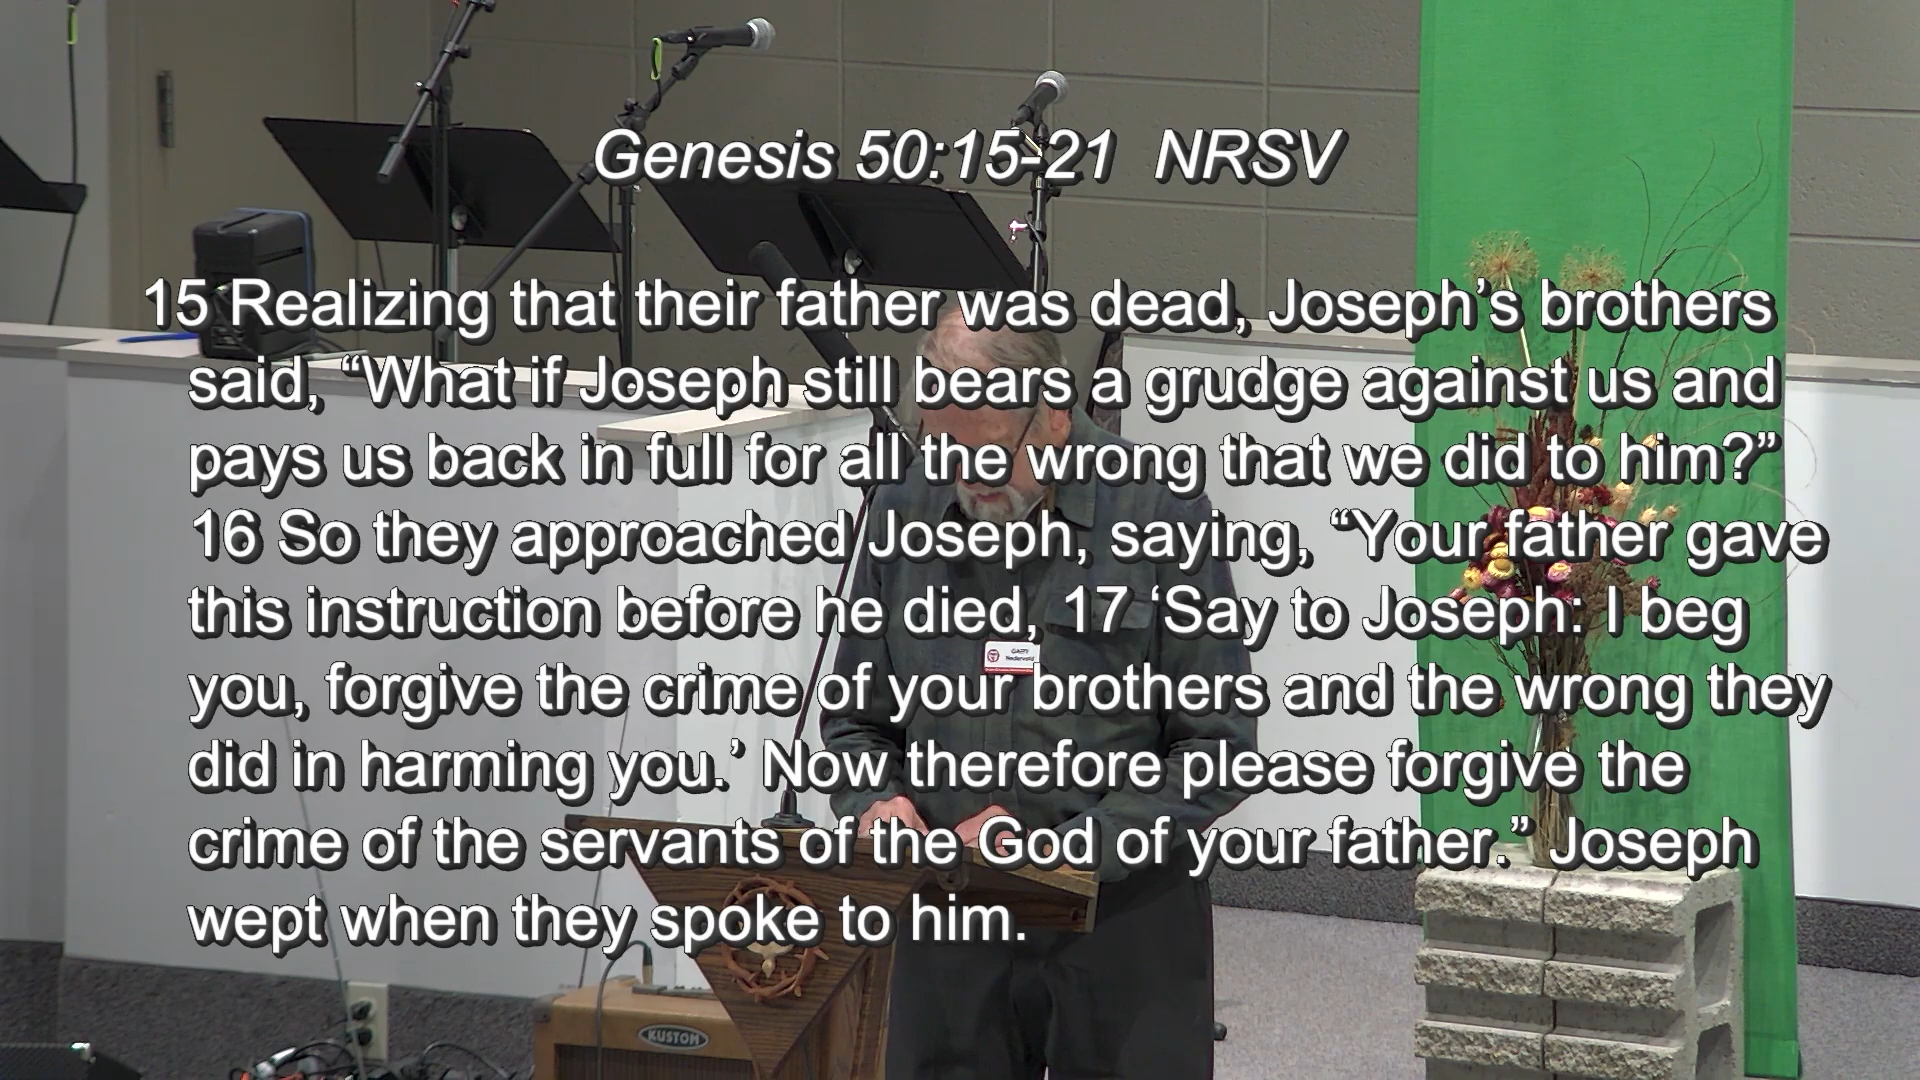 Genesis 50:15-21 NRSV
15 Realizing that their father was dead, Joseph’s brothers
said, “What if Joseph still bears a grudge against us and
pays us back in full for all the wrong that we did to him?”
16 So they approached Joseph, saying, “Your father gave
this instruction before he died, 17 ‘Say to Joseph: I beg
you, forgive the crime of your brothers and the wrong they
did in harming you.’ Now therefore please forgive the
crime of the servants of the God of your father.” Joseph
wept when they spoke to him.
GARY
Nederveld
KUSTOM